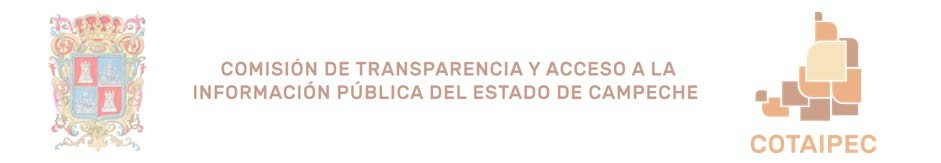 COMISIÓN DE TRANSPARENCIA Y ACCESO A LA
INFORMACIÓN PÚBLICA DEL ESTADO DE CAMPECHE
COTAIPEC